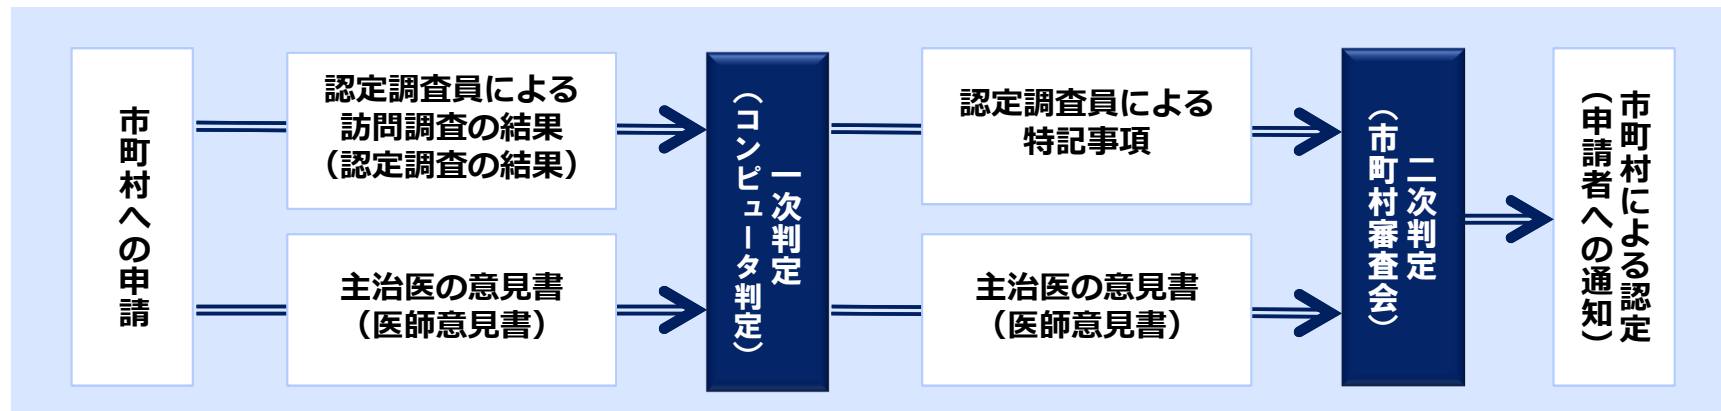 市町村への申請
認定調査員による
訪問調査の結果
（認定調査の結果）
主治医の意見書
（医師意見書）
一次判定
（コンピュータ判定）
認定調査員による
特記事項
主治医の意見書
（医師意見書）
二次判定
（市町村審査会）
市町村による認定
（申請者への通知）